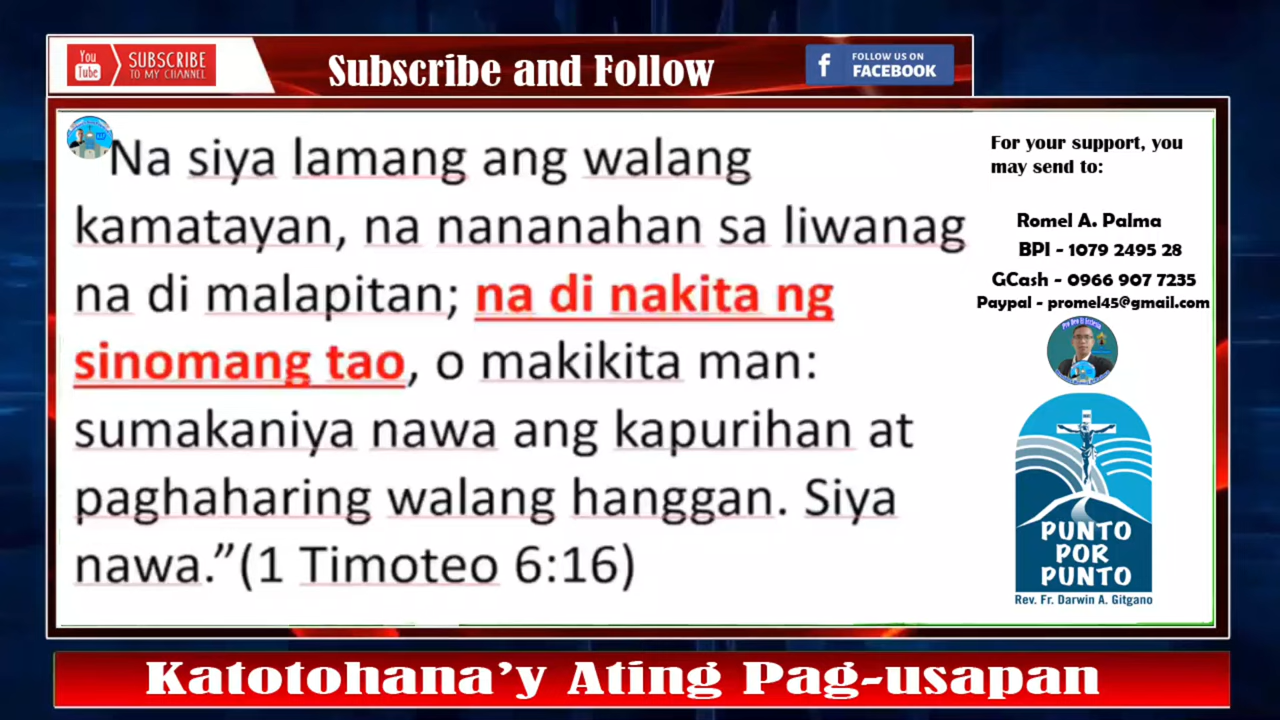 You
Tube
SUBSCRIBE
TO MY CHANNEL
Subscribe and Follow
f
FOLLOW US ON
FACEBOOK
Na siya lamang ang walang
kamatayan, na nananahan sa liwanag
na di malapitan; na di nakita ng
sinomang tao, o makikita man:
sumakaniya nawa ang kapurihan at
paghaharing walang hanggan. Siya
nawa.”(1 Timoteo 6:16)
For your support, you
may send to:
Romel A. Palma
BPI - 1079 2495 28
GCash - 0966 907 7235
Paypal - promel45@gmail.com
PUNTO
POR
PUNTO
Rev. Fr. Darwin A. Gitgano
Katotohana’y Ating Pag-usapan